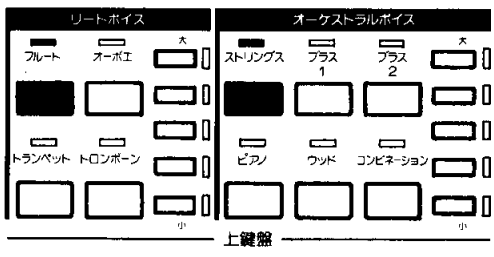 リードボイス
オーケストラルボイス
フルート
オーボエ
大
ストリングス
ブラス
1
ブラス
2
大
トランペット
トロンボーン
ピアノ
ウッド
コンビネーション
小
小
上鍵盤